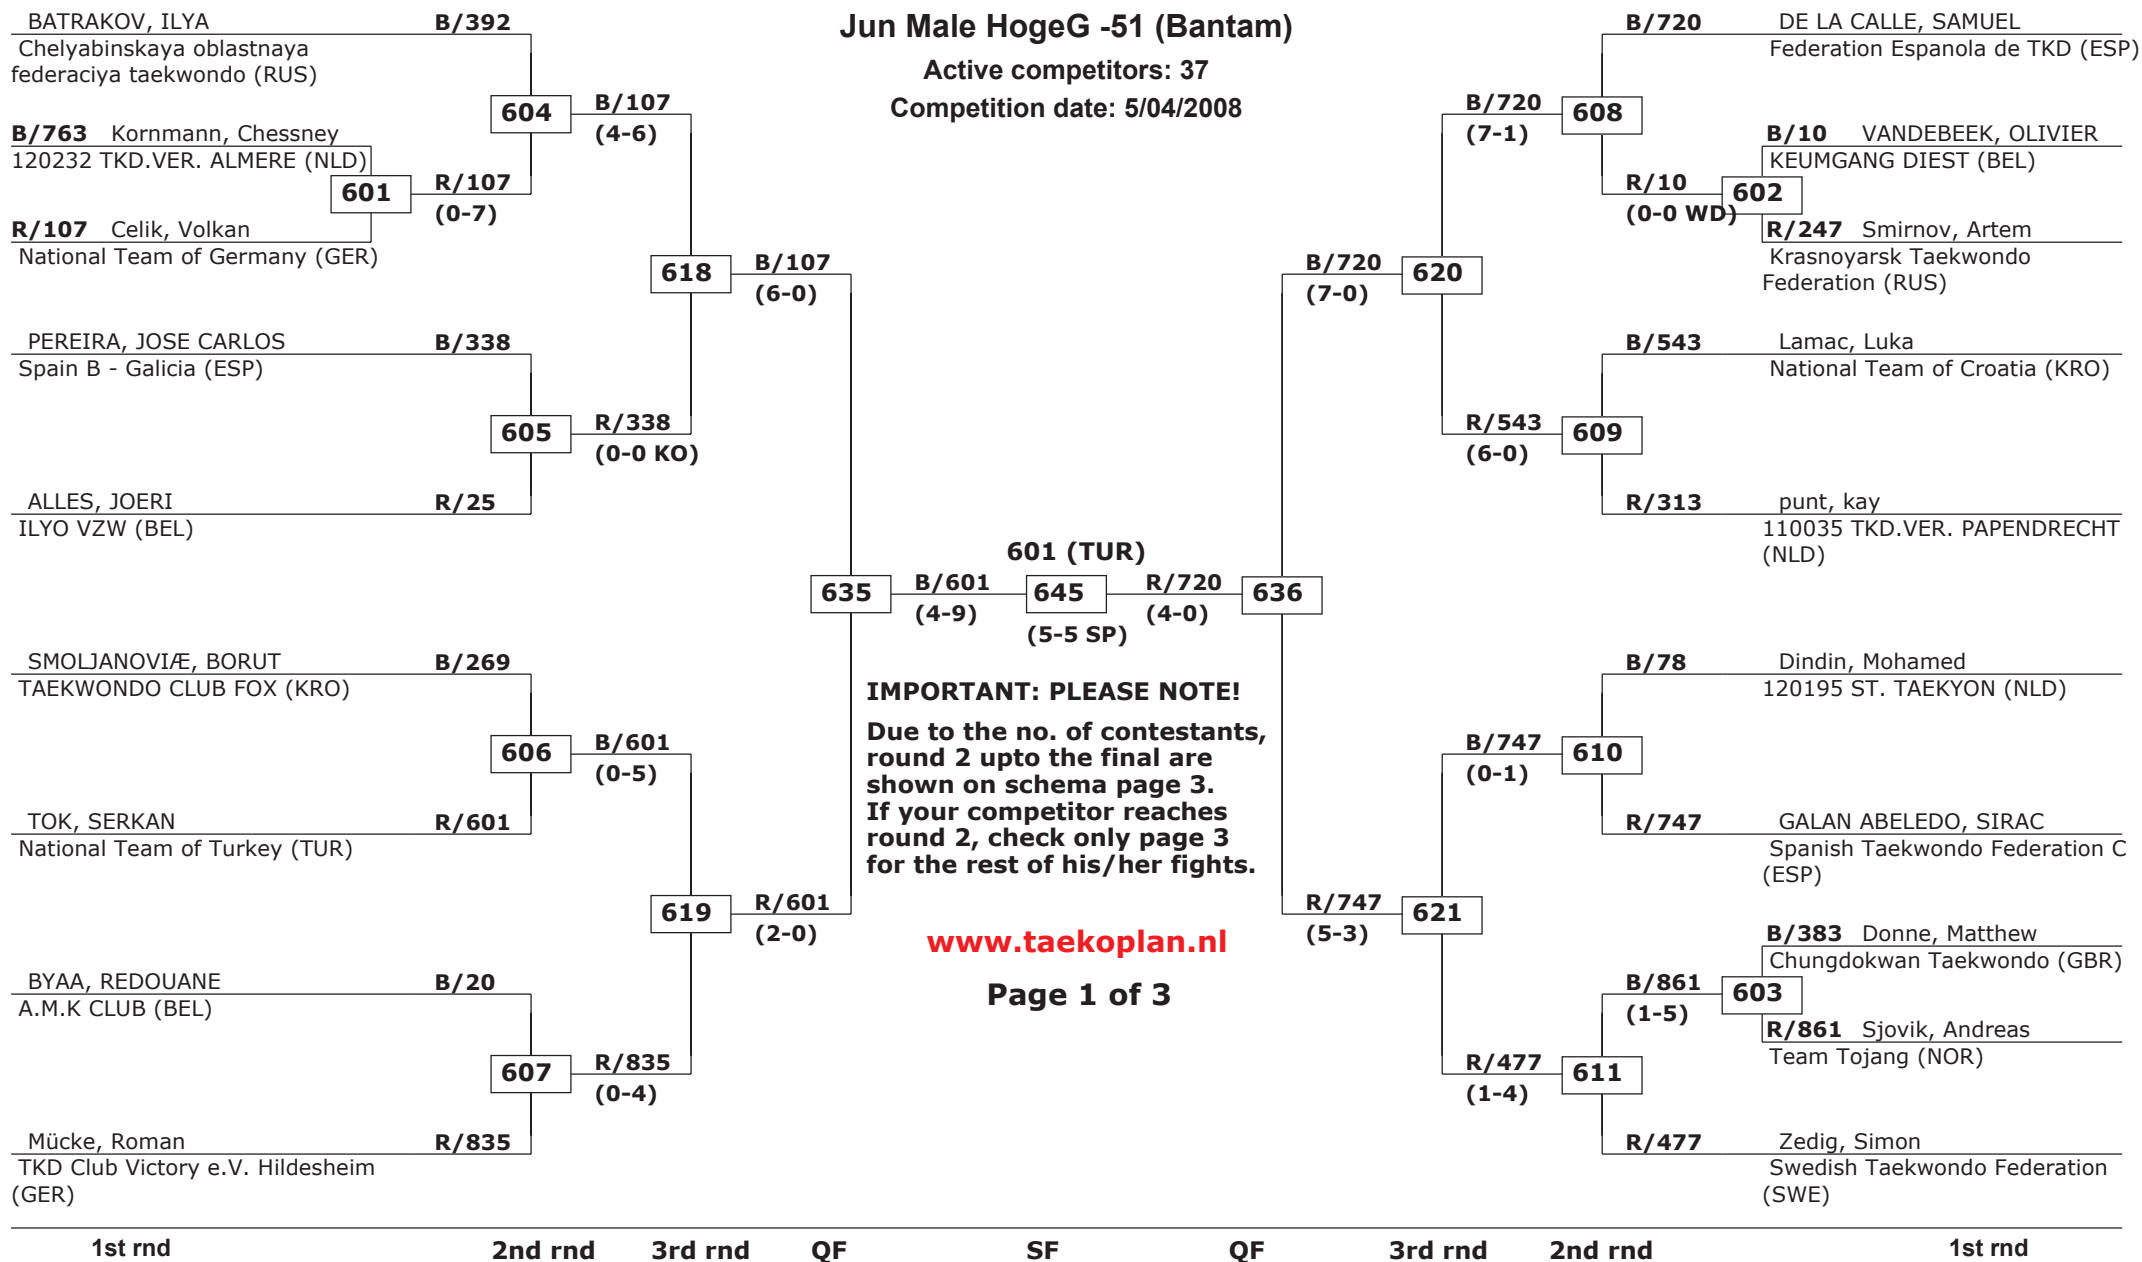 Jun Male HogeG -51 (Bantam)
Active competitors: 37
Competition date: 5/04/2008
BATRAKOV, ILYA B/392
Chelyabinskaya oblastnaya
federaciya taekwondo (RUS)
604
B/107
(4-6)
B/763 Kornmann, Chessney
120232 TKD.VER. ALMERE (NLD)
601
R/107
(0-7)
R/107 Celik, Volkan
National Team of Germany (GER)
618
B/107
(6-0)
PEREIRA, JOSE CARLOS B/338
Spain B - Galicia (ESP)
605
R/338
(0-0 KO)
ALLES, JOERI R/25
ILYO VZW (BEL)
635
B/601
(4-9)
601 (TUR)
645
(5-5 SP)
R/720
(4-0)
636
SMOLJANOVIÆ, BORUT B/269
TAEKWONDO CLUB FOX (KRO)
606
B/601
(0-5)
TOK, SERKAN R/601
National Team of Turkey (TUR)
619
R/601
(2-0)
BYAA, REDOUANE B/20
A.M.K CLUB (BEL)
607
R/835
(0-4)
Mücke, Roman R/835
TKD Club Victory e.V. Hildesheim
(GER)
IMPORTANT: PLEASE NOTE!
Due to the no. of contestants,
round 2 upto the final are
shown on schema page 3.
If your competitor reaches
round 2, check only page 3
for the rest of his/her fights.
www.taekoplan.nl
Page 1 of 3
B/720 DE LA CALLE, SAMUEL
Federation Espanola de TKD (ESP)
B/720
(7-1)
608
B/10 VANDEBEEK, OLIVIER
KEUMGANG DIEST (BEL)
R/10
(0-0 WD)
602
R/247 Smirnov, Artem
Krasnoyarsk Taekwondo
Federation (RUS)
B/720
(7-0)
620
B/543 Lamac, Luka
National Team of Croatia (KRO)
R/543
(6-0)
609
R/313 punt, kay
110035 TKD.VER. PAPENDRECHT
(NLD)
B/78 Dindin, Mohamed
120195 ST. TAEKYON (NLD)
B/747
(0-1)
610
R/747 GALAN ABELEDO, SIRAC
Spanish Taekwondo Federation C
(ESP)
R/747
(5-3)
621
B/383 Donne, Matthew
Chungdokwan Taekwondo (GBR)
B/861
(1-5)
603
R/861 Sjovik, Andreas
Team Tojang (NOR)
R/477
(1-4)
611
R/477 Zedig, Simon
Swedish Taekwondo Federation
(SWE)
1st rnd 2nd rnd 3rd rnd QF SF QF 3rd rnd 2nd rnd 1st rnd